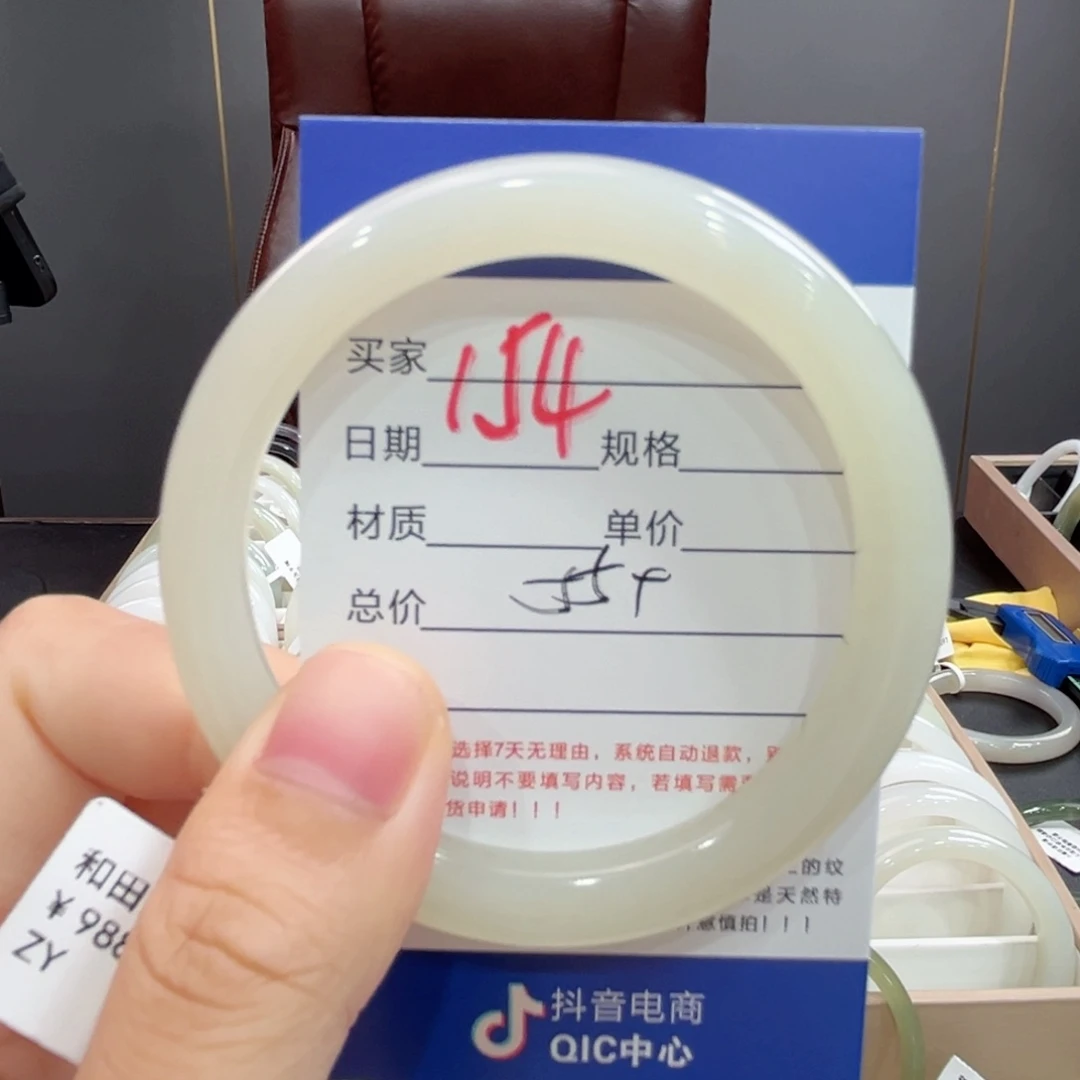 买家 154
日期 规格
材质 单价
总价 554
选择7天无理由，系统自动退款，
说明不要填写内容，若填写需
货申请！！！
的纹
是天然特
慎拍！！！
抖音电商
QIC中心
和田
986
YZ